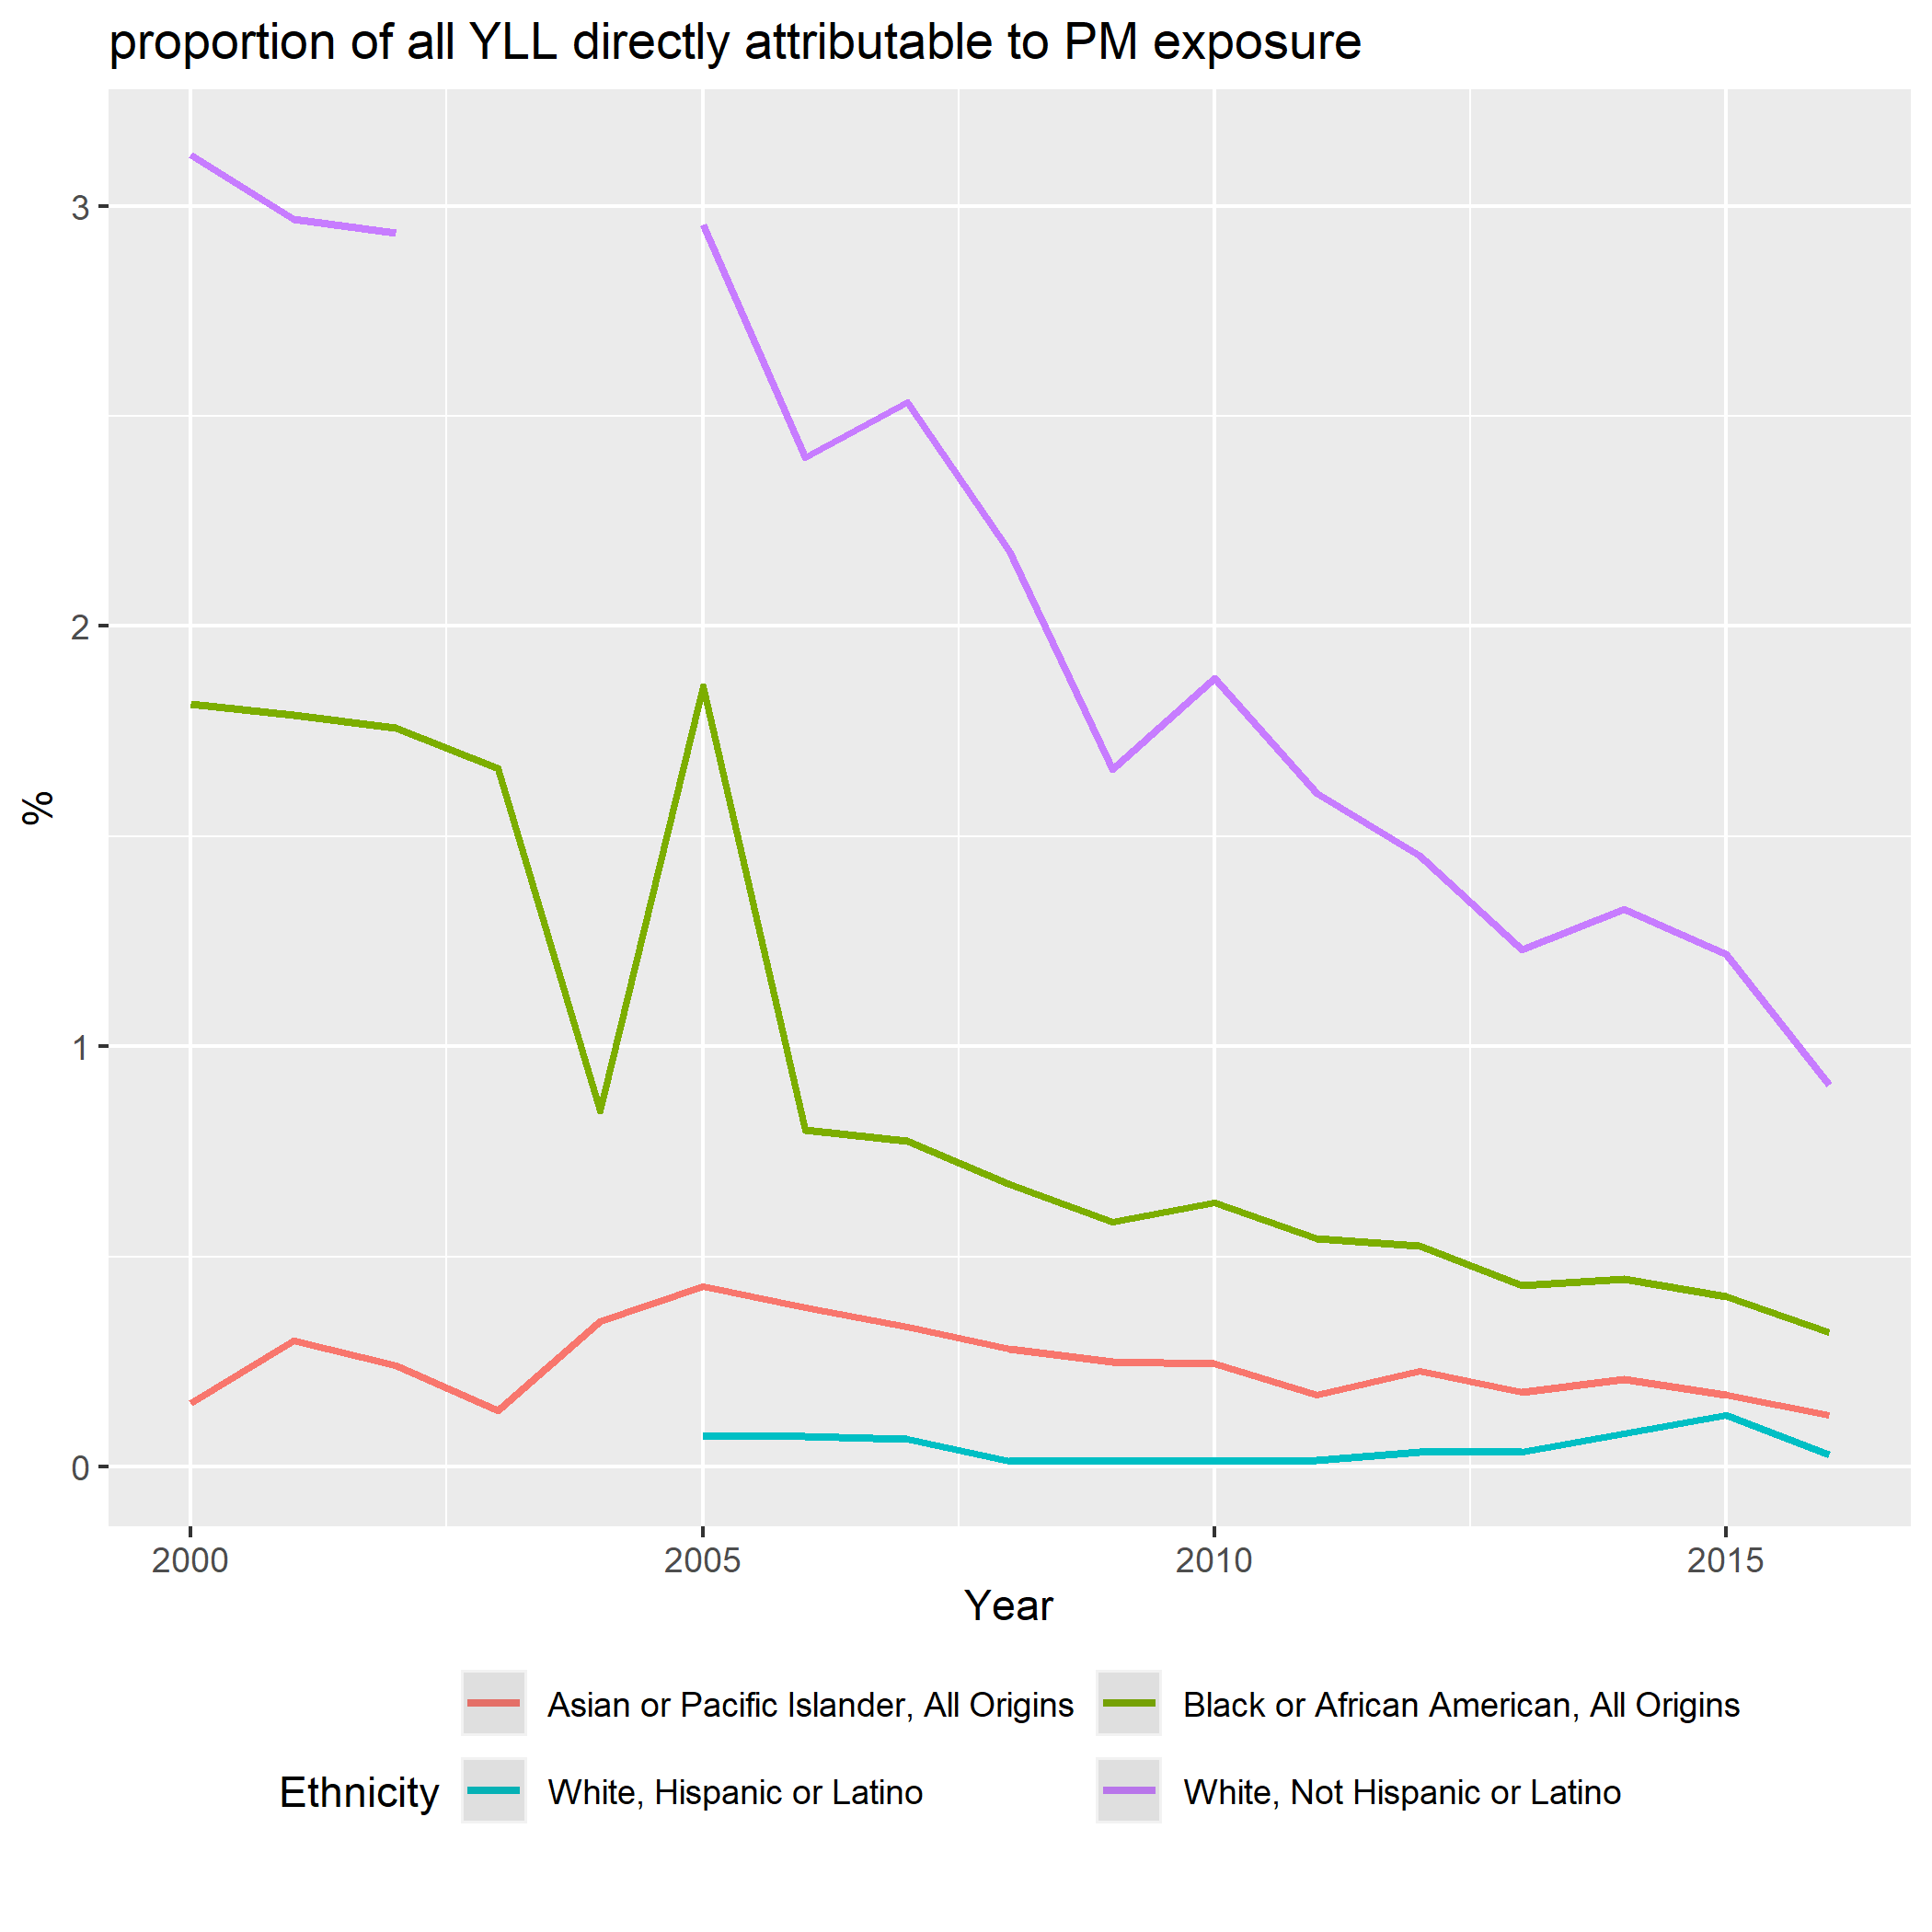 proportion of all YLL directly attributable to PM exposure
3
2
1
0
%
2000 2005 2010 2015
Year
Ethnicity
Asian or Pacific Islander, All Origins
Black or African American, All Origins
White, Hispanic or Latino
White, Not Hispanic or Latino